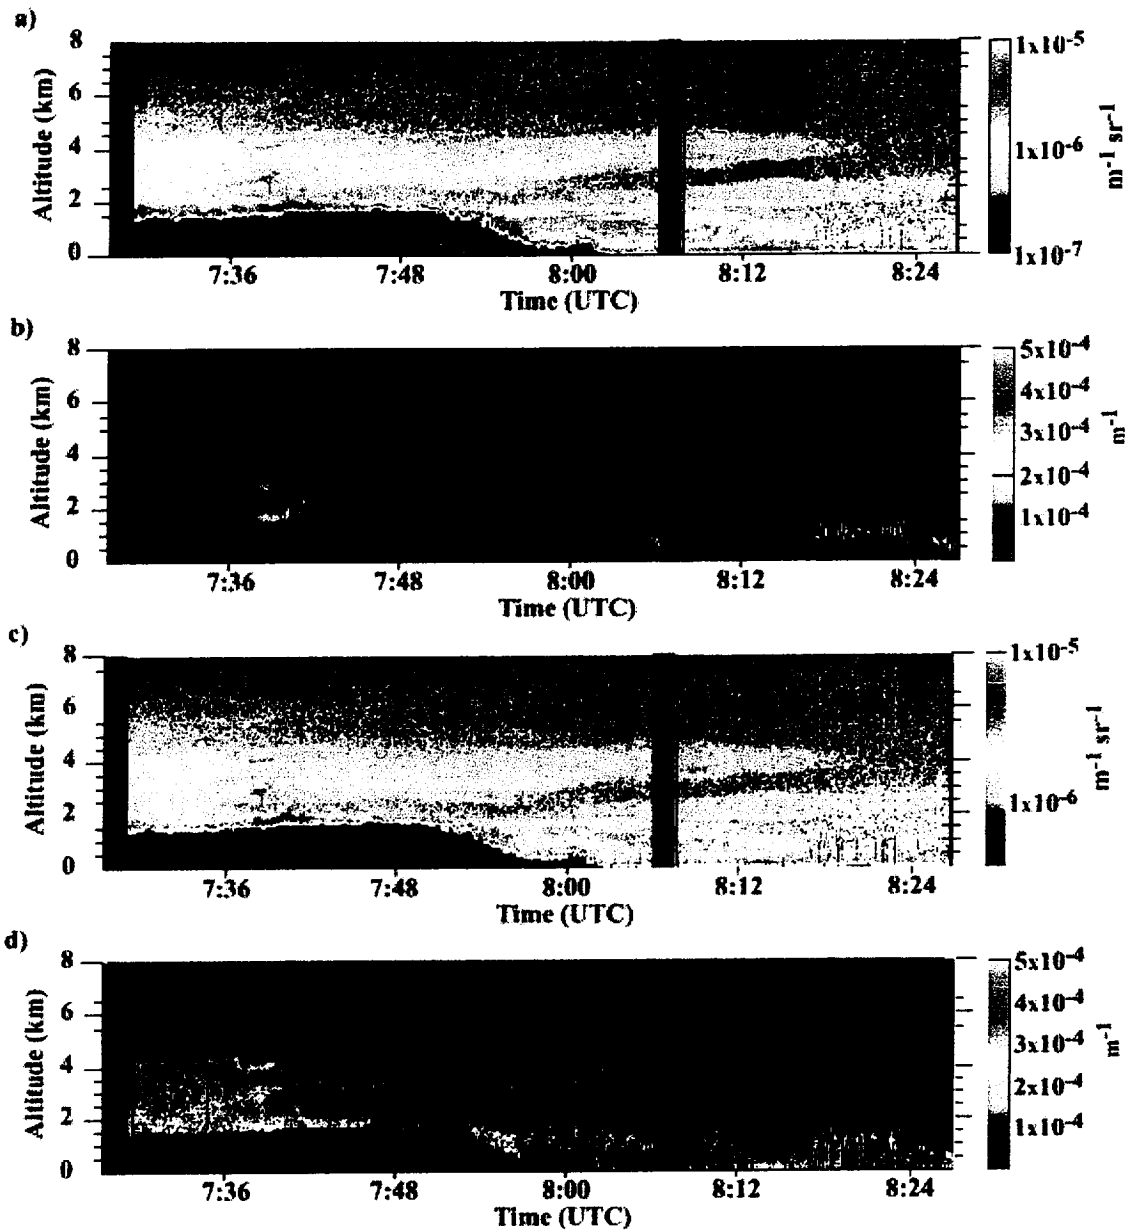 a)
Altitude (km)
8
6
4
2
0
7:36 7:48 8:00 8:12 8:24
Time (UTC)
1x10-5
1x10-6
1x10-7
m-1 sr-1
b)
Altitude (km)
8
6
4
2
0
7:36 7:48 8:00 8:12 8:24
Time (UTC)
5x10-4
4x10-4
3x10-4
2x10-4
1x10-4
m-1
c)
Altitude (km)
8
6
4
2
0
7:36 7:48 8:00 8:12 8:24
Time (UTC)
1x10-5
1x10-6
m-1 sr-1
d)
Altitude (km)
8
6
4
2
0
7:36 7:48 8:00 8:12 8:24
Time (UTC)
5x10-4
4x10-4
3x10-4
2x10-4
1x10-4
m-1